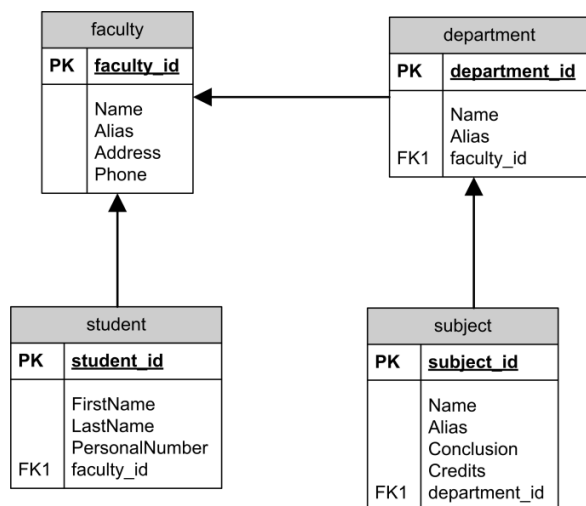 faculty
PK faculty_id
Name
Alias
Address
Phone
department
PK department_id
Name
Alias
FK1 faculty_id
student
PK student_id
FirstName
LastName
PersonalNumber
FK1 faculty_id
subject
PK subject_id
Name
Alias
Conclusion
Credits
FK1 department_id